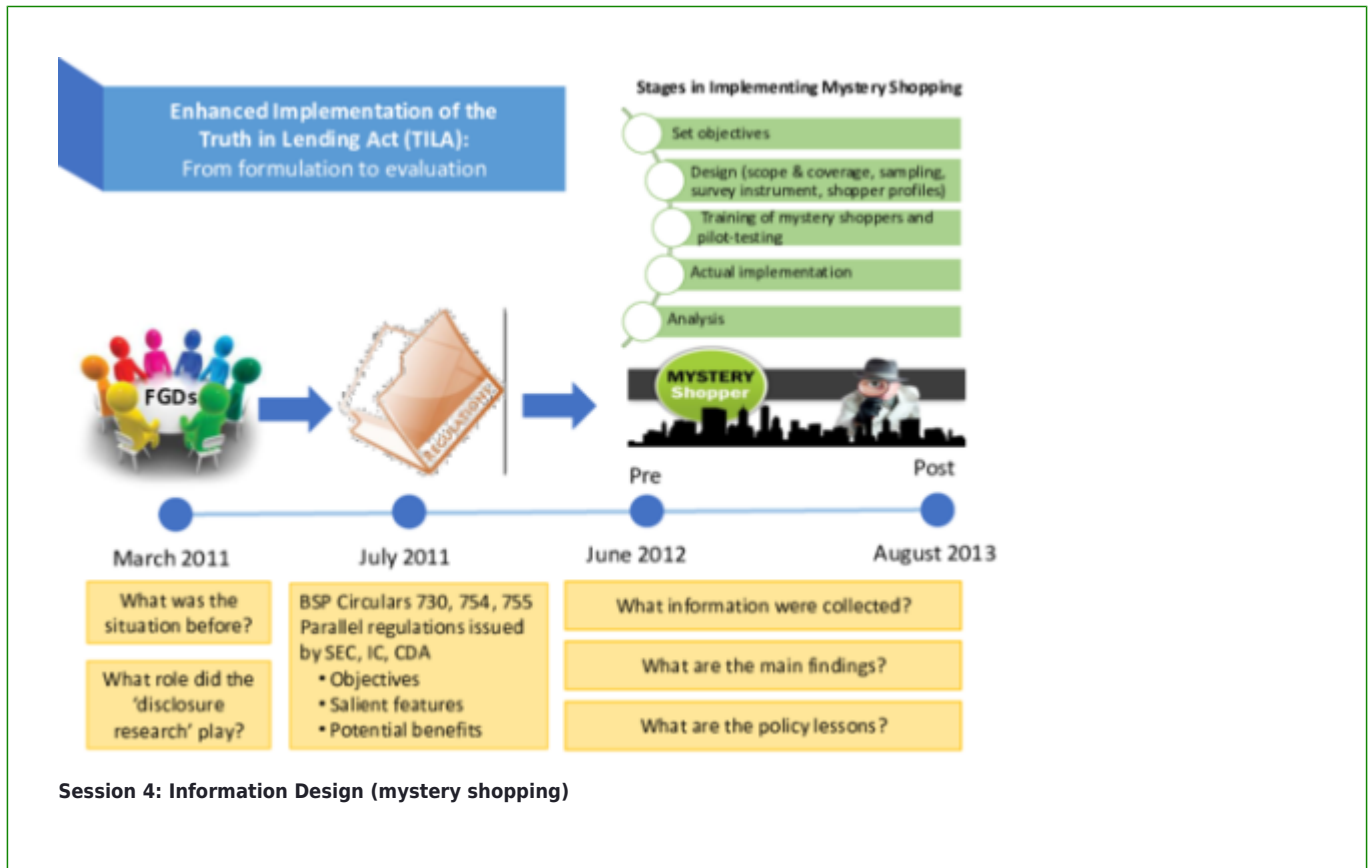 Enhanced Implementation of the
Truth in Lending Act (TILA):
From formulation to evaluation
Stages in Implementing Mystery Shopping
Set objectives
Design (scope & coverage, sampling,
survey instrument, shopper profiles)
Training of mystery shoppers and
pilot-testing
Actual implementation
Analysis
FGDs
REGULATIONS
MYSTERY
Shopper
Pre
Post
March 2011
July 2011
June 2012
August 2013
What was the
situation before?
What role did the
‘disclosure
research’ play?
BSP Circulars 730, 754, 755
Parallel regulations issued
by SEC, IC, CDA
• Objectives
• Salient features
• Potential benefits
What information were collected?
What are the main findings?
What are the policy lessons?
Session 4: Information Design (mystery shopping)